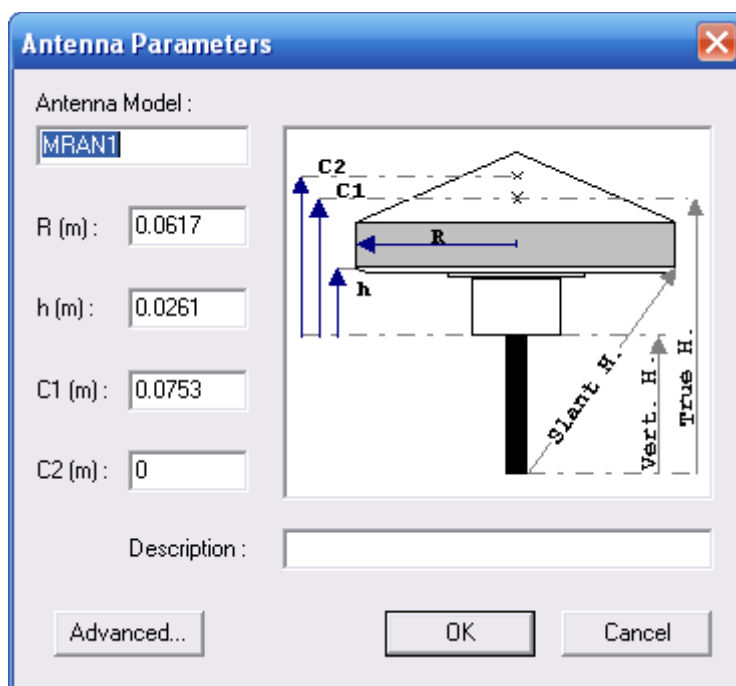 Antenna Parameters
Antenna Model :
MRAN1
R (m) : 0.0617
h (m) : 0.0261
C1 (m) : 0.0753
C2 (m) : 0
C2
C1
R
h
Slant H.
Vert. H.
True H.
Description :
Advanced...
OK
Cancel